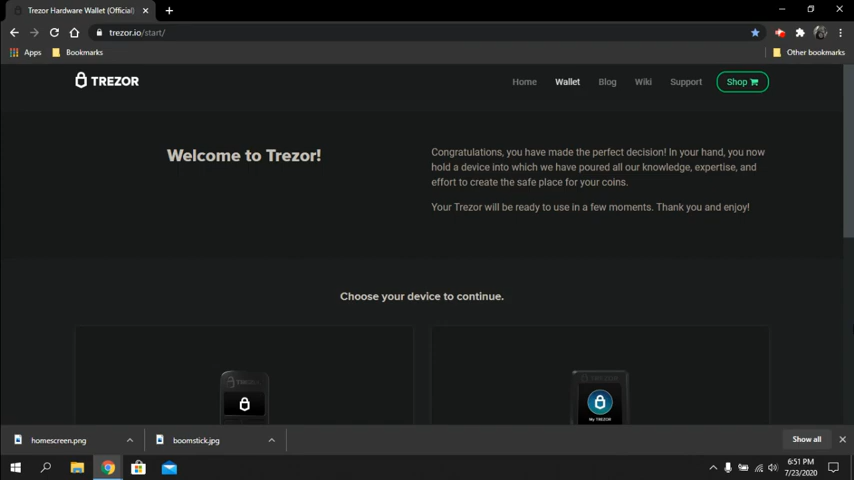 Trezor Hardware Wallet (Official)
trezor.io/start/
Apps Bookmarks Other bookmarks
TREZOR Home Wallet Blog Wiki Support Shop
Welcome to Trezor!
Congratulations, you have made the perfect decision! In your hand, you now
hold a device into which we have poured all our knowledge, expertise, and
effort to create the safe place for your coins.
Your Trezor will be ready to use in a few moments. Thank you and enjoy!
Choose your device to continue.
TREZOR
TREZOR
My TREZOR
homescreen.png boomstick.jpg Show all
6:51 PM
7/23/2020